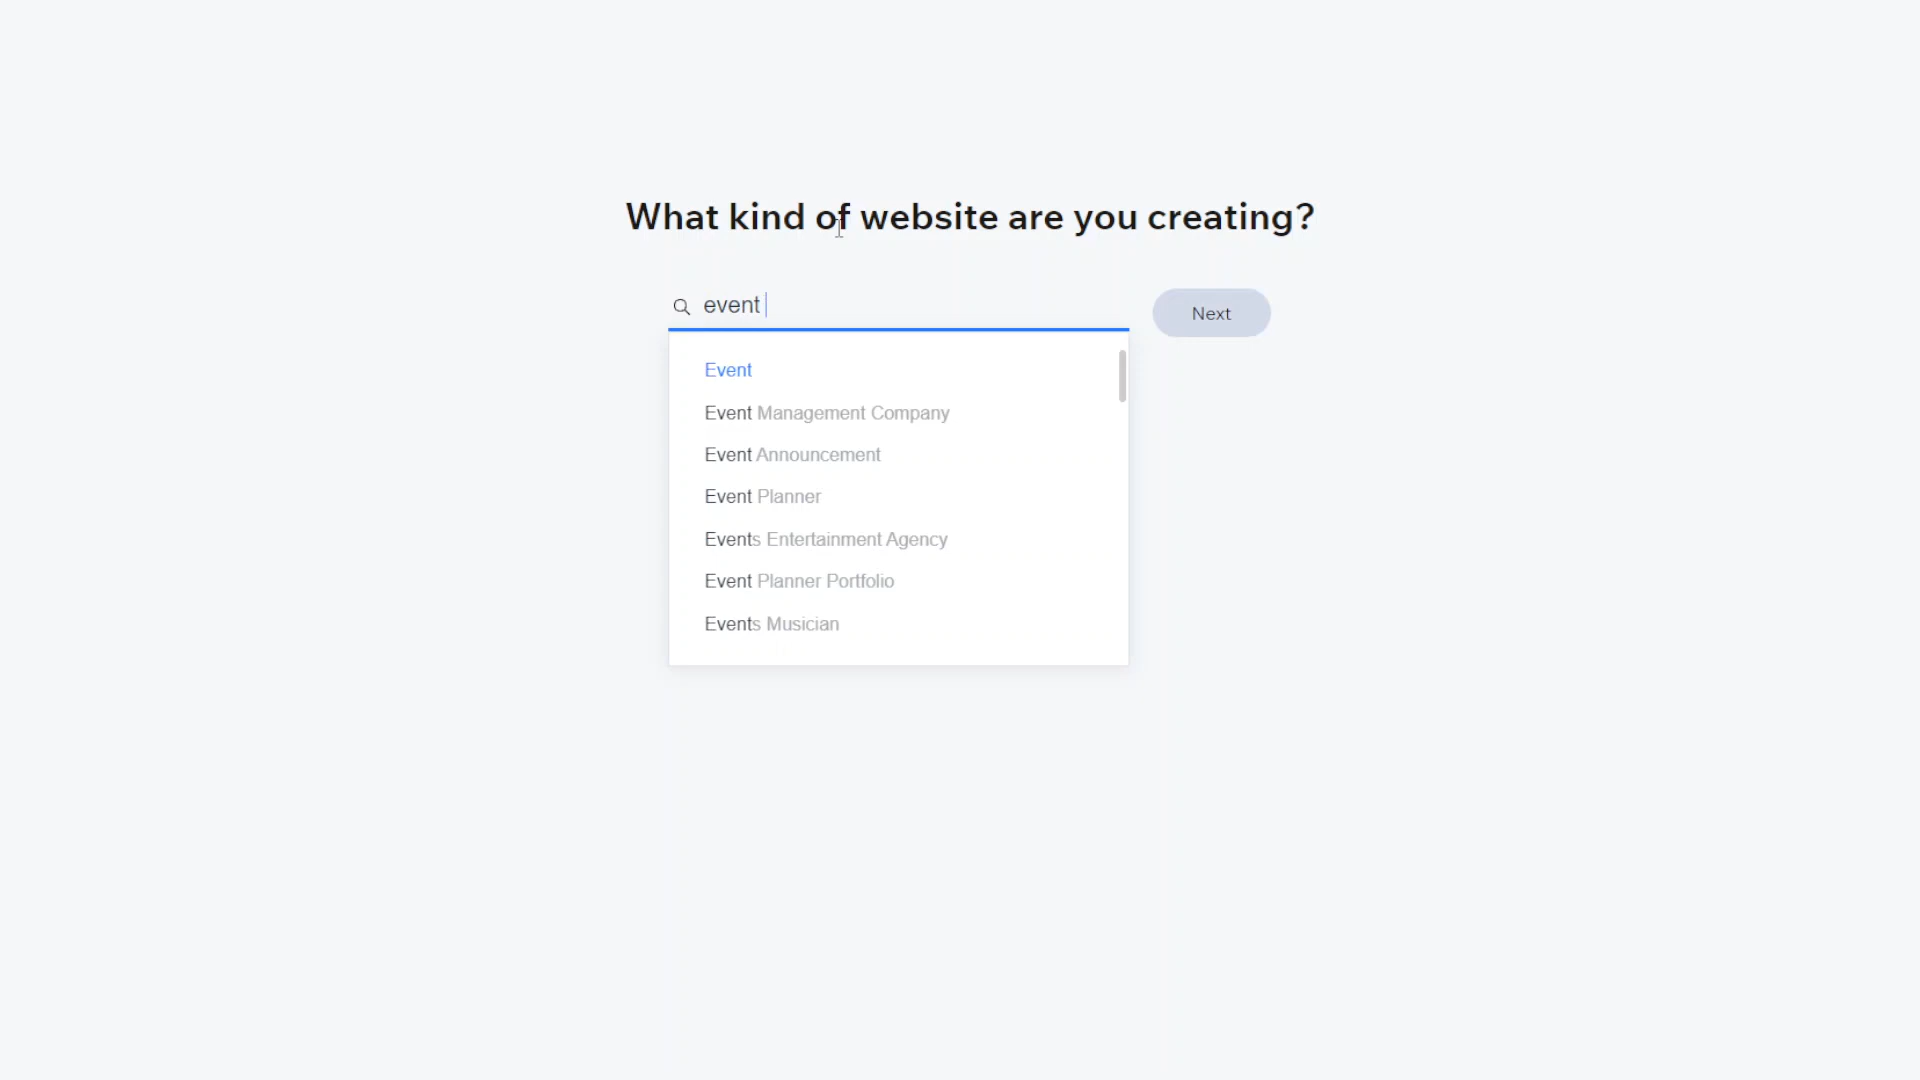 What kind of website are you creating?
event
Next
Event
Event Management Company
Event Announcement
Event Planner
Events Entertainment Agency
Event Planner Portfolio
Events Musician